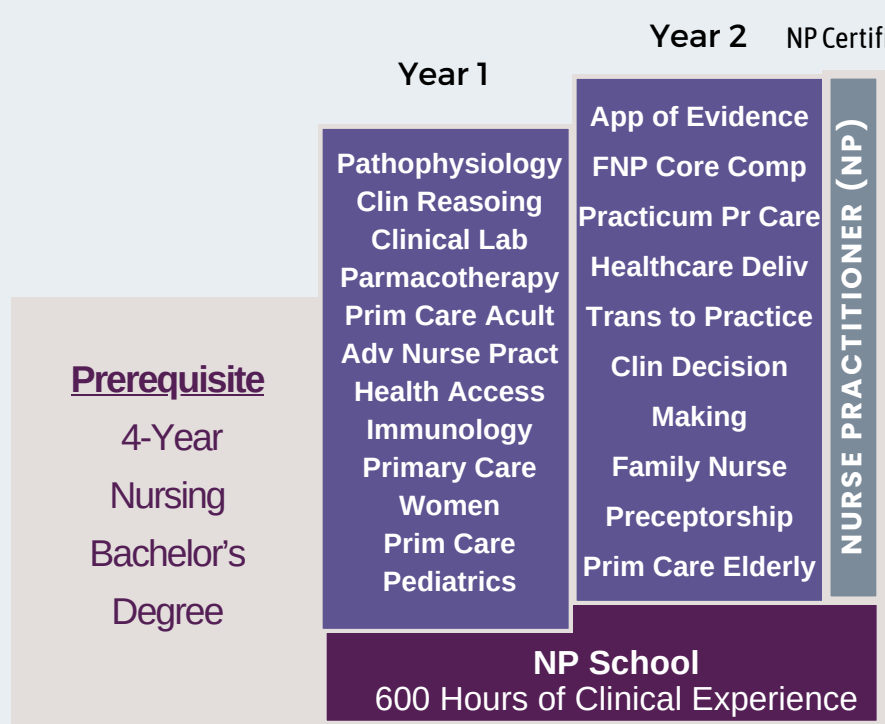 Year 2
NP Certif
Year 1
Prerequisite
4-Year
Nursing
Bachelor's
Degree
Pathophysiology
Clin Reasoing
Clinical Lab
Parmacotherapy
Prim Care Acult
Adv Nurse Pract
Health Access
Immunology
Primary Care
Women
Prim Care
Pediatrics
App of Evidence
FNP Core Comp
Practicum Pr Care
Healthcare Deliv
Trans to Practice
Clin Decision
Making
Family Nurse
Preceptorship
Prim Care Elderly
NURSE PRACTITIONER (NP)
NP School
600 Hours of Clinical Experience